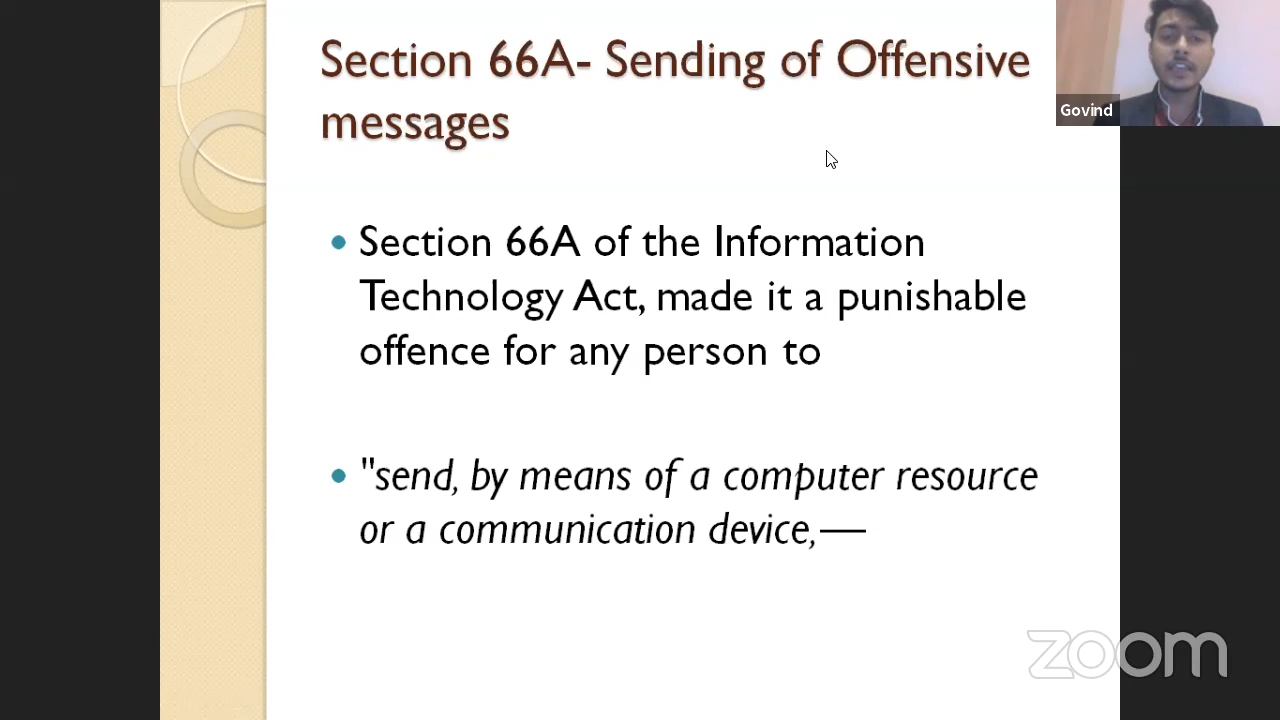 Section 66A- Sending of Offensive
messages
Govind
• Section 66A of the Information
Technology Act, made it a punishable
offence for any person to
• "send, by means of a computer resource
or a communication device,—
zoom